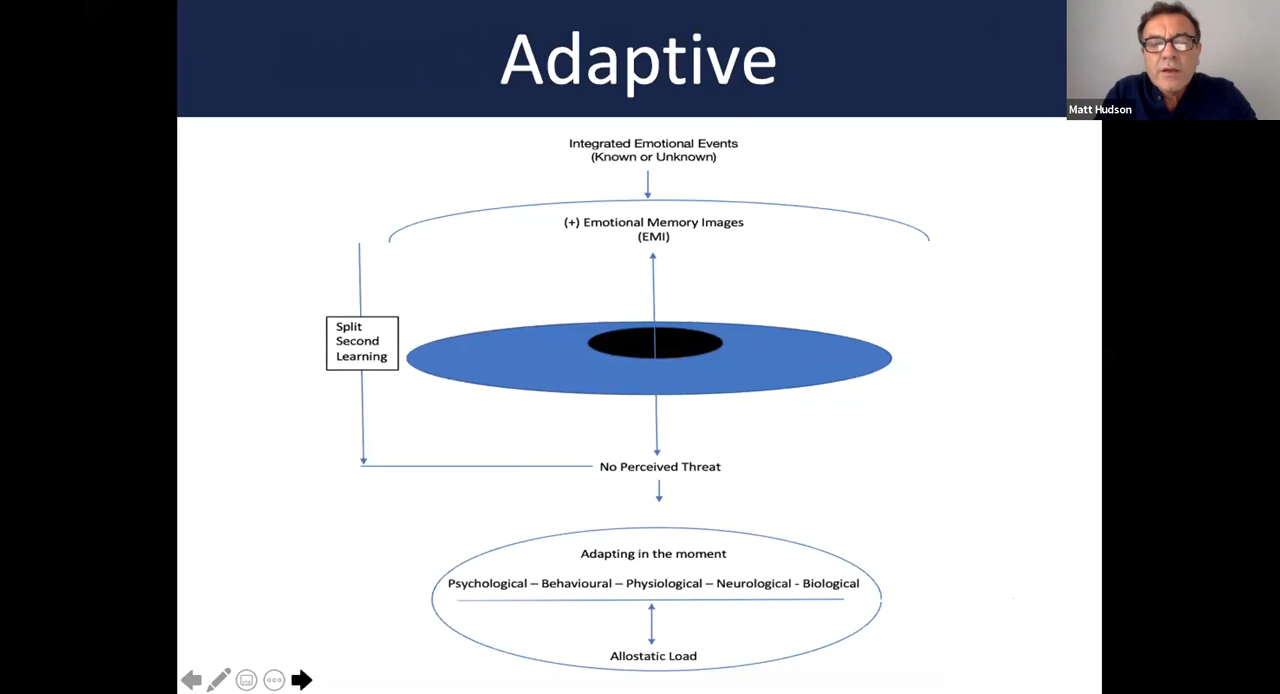 Adaptive
Matt Hudson
Integrated Emotional Events
(Known or Unknown)
(+) Emotional Memory Images
(EMI)
Split
Second
Learning
No Perceived Threat
Adapting in the moment
Psychological – Behavioural – Physiological – Neurological - Biological
Allostatic Load